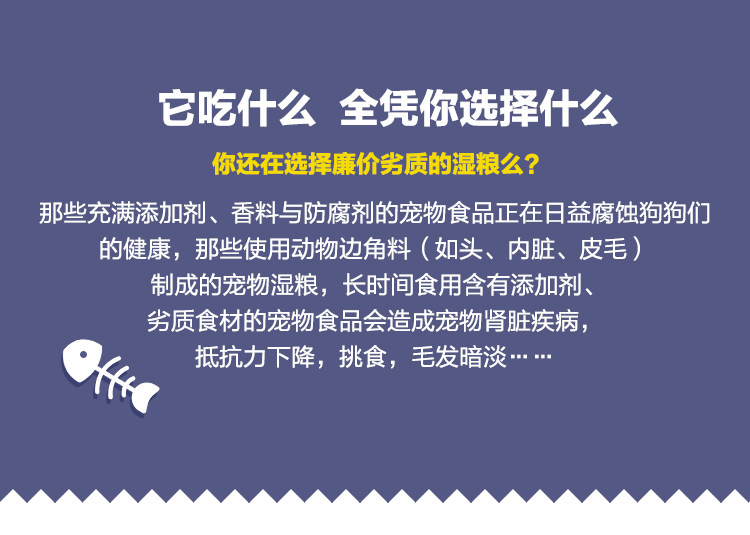 它吃什么 全凭你选择什么
你还在选择廉价劣质的湿粮么？
那些充满添加剂、香料与防腐剂的宠物食品正在日益腐蚀狗狗们
的健康，那些使用动物边角料（如头、内脏、皮毛）
制成的宠物湿粮，长时间食用含有添加剂、
劣质食材的宠物食品会造成宠物肾脏疾病，
抵抗力下降，挑食，毛发暗淡……